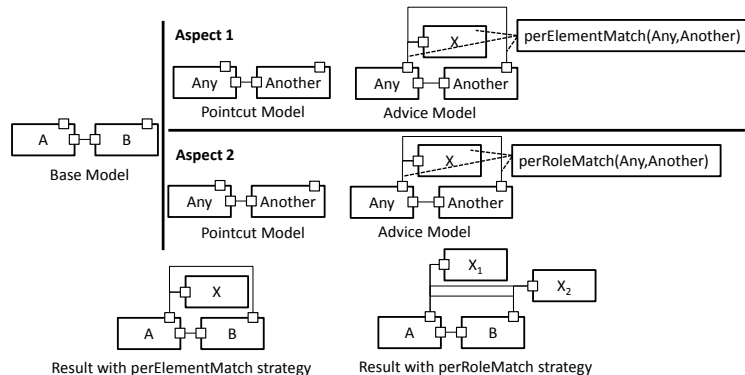 Aspect 1
X
perElementMatch(Any,Another)
Any
Another
Any
Another
Pointcut Model
Advice Model
A
B
Base Model
Aspect 2
X
perRoleMatch(Any,Another)
Any
Another
Any
Another
Pointcut Model
Advice Model
X
X1
X2
A
B
A
B
Result with perElementMatch strategy
Result with perRoleMatch strategy